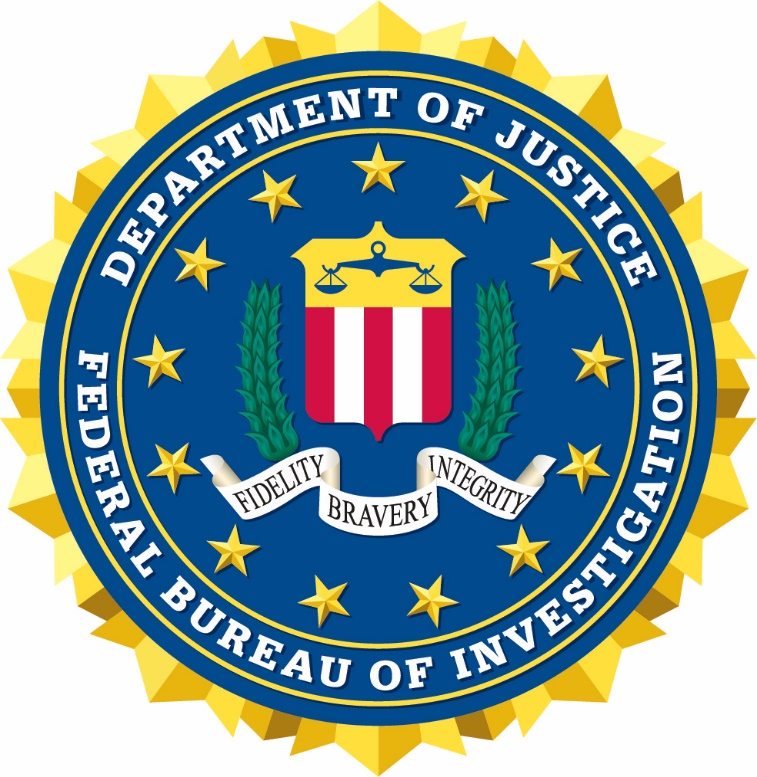 DEPARTMENT OF JUSTICE
FIDELITY
BRAVERY
INTEGRITY
FEDERAL BUREAU OF INVESTIGATION